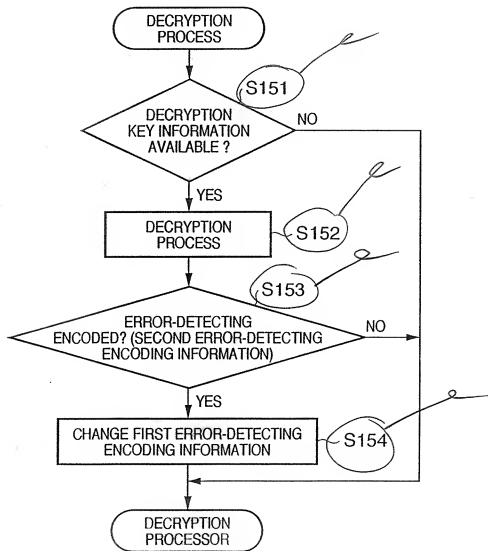 DECRYPTION
PROCESS
S151
DECRYPTION
KEY INFORMATION
AVAILABLE ?
NO
YES
DECRYPTION
PROCESS
S152
S153
ERROR-DETECTING
ENCODED? (SECOND ERROR-DETECTING
ENCODING INFORMATION)
NO
YES
CHANGE FIRST ERROR-DETECTING
ENCODING INFORMATION
S154
DECRYPTION
PROCESSOR